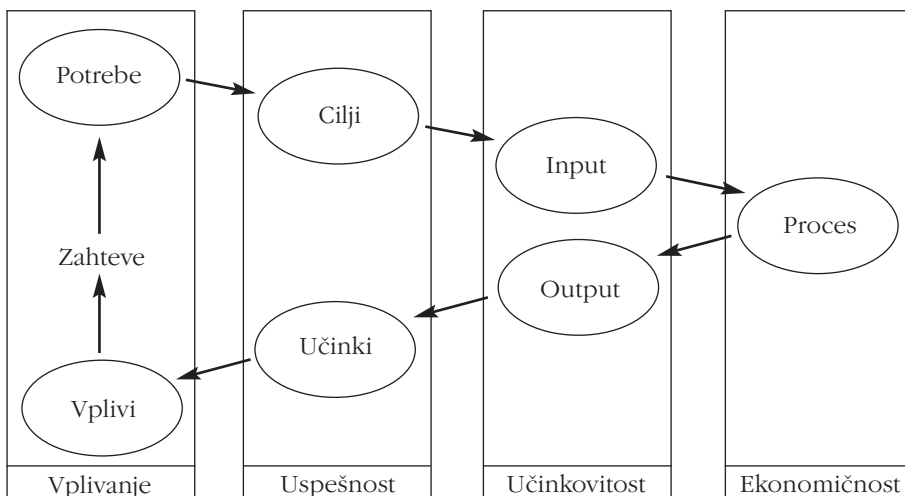 Potrebe
Cilji
Input
Proces
Zahteve
Output
Učinki
Vplivi
Vplivanje
Uspešnost
Učinkovitost
Ekonomičnost